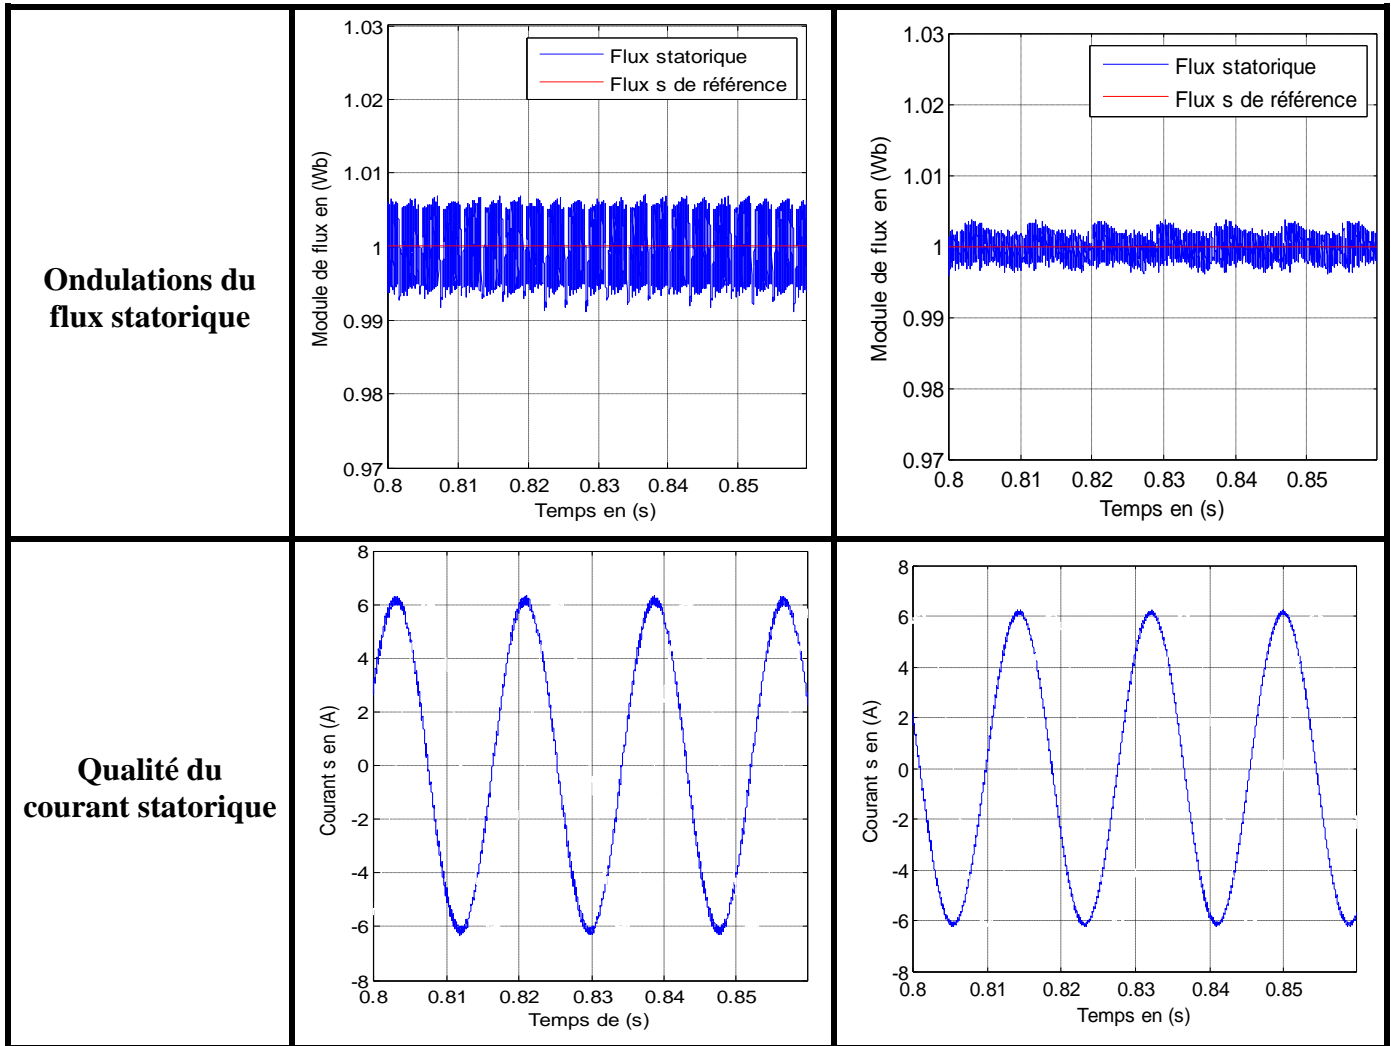 Ondulations du
flux statorique
1.03
1.02
1.01
1
0.99
0.98
0.97
Module de flux en (Wb)
Flux statorique
Flux s de référence
0.8 0.81 0.82 0.83 0.84 0.85
Temps en (s)
1.03
1.02
1.01
1
0.99
0.98
0.97
Module de flux en (Wb)
Flux statorique
Flux s de référence
0.8 0.81 0.82 0.83 0.84 0.85
Temps en (s)
Qualité du
courant statorique
8
6
4
2
0
-2
-4
-6
-8
Courant s en (A)
0.8 0.81 0.82 0.83 0.84 0.85
Temps de (s)
8
6
4
2
0
-2
-4
-6
-8
Courant s en (A)
0.8 0.81 0.82 0.83 0.84 0.85
Temps en (s)